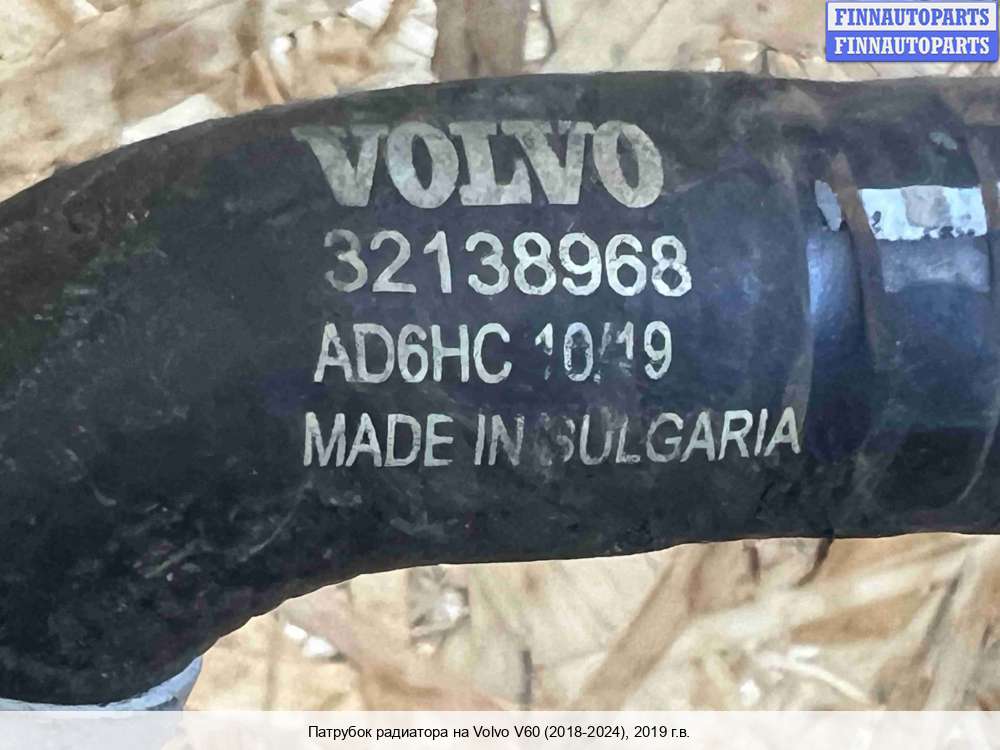 FINNAUTOPARTS
FINNAUTOPARTS
VOLVO
32138968
AD6HC 10/19
MADE IN BULGARIA
Патрубок радиатора на Volvo V60 (2018-2024), 2019 г.в.